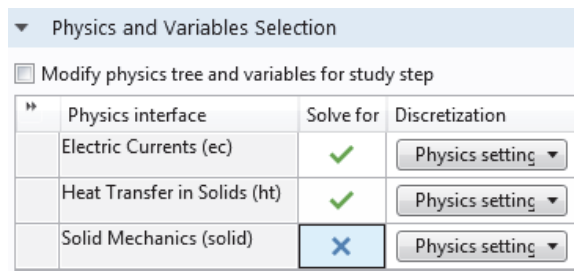 Physics and Variables Selection
Modify physics tree and variables for study step
Physics interface Solve for Discretization
Electric Currents (ec) Physics setting
Heat Transfer in Solids (ht) Physics setting
Solid Mechanics (solid) Physics setting